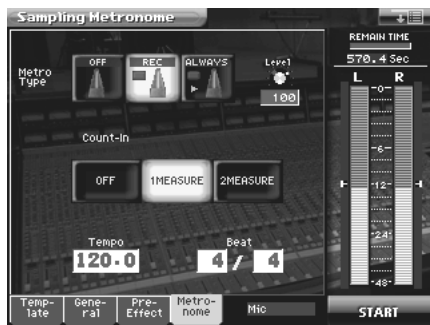 Sampling Metronome
REMAIN TIME
570.4 Sec
Metro Type
OFF
REC
ALWAYS
Level
100
L R
-0-
-6-
-12-
-24-
-48-
Count-In
OFF
1MEASURE
2MEASURE
Tempo
120.0
Beat
4 / 4
Temp-
late
Gene-
ral
Pre-
Effect
Metro-
nome
Mic
START